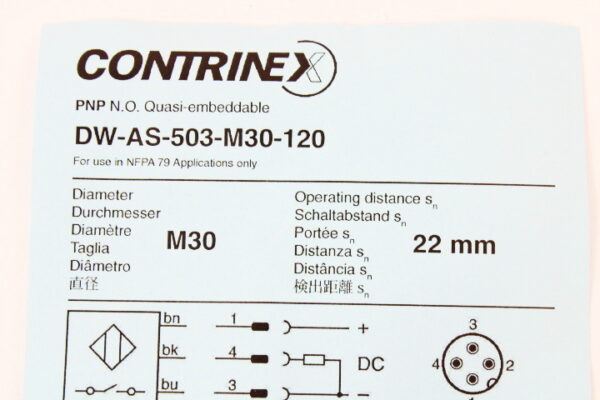 CONTRINEX
PNP N.O. Quasi-embeddable
DW-AS-503-M30-120
For use in NFPA 79 Applications only
Diameter
Durchmesser
Diamètre
Taglia
Diâmetro
直径
M30
Operating distance sn
Schaltabstand sn
Portée sn
Distanza sn
Distância sn
検出距離 sn
22 mm
bn 1 +
bk 4 DC
bu 3 −
3
4 2